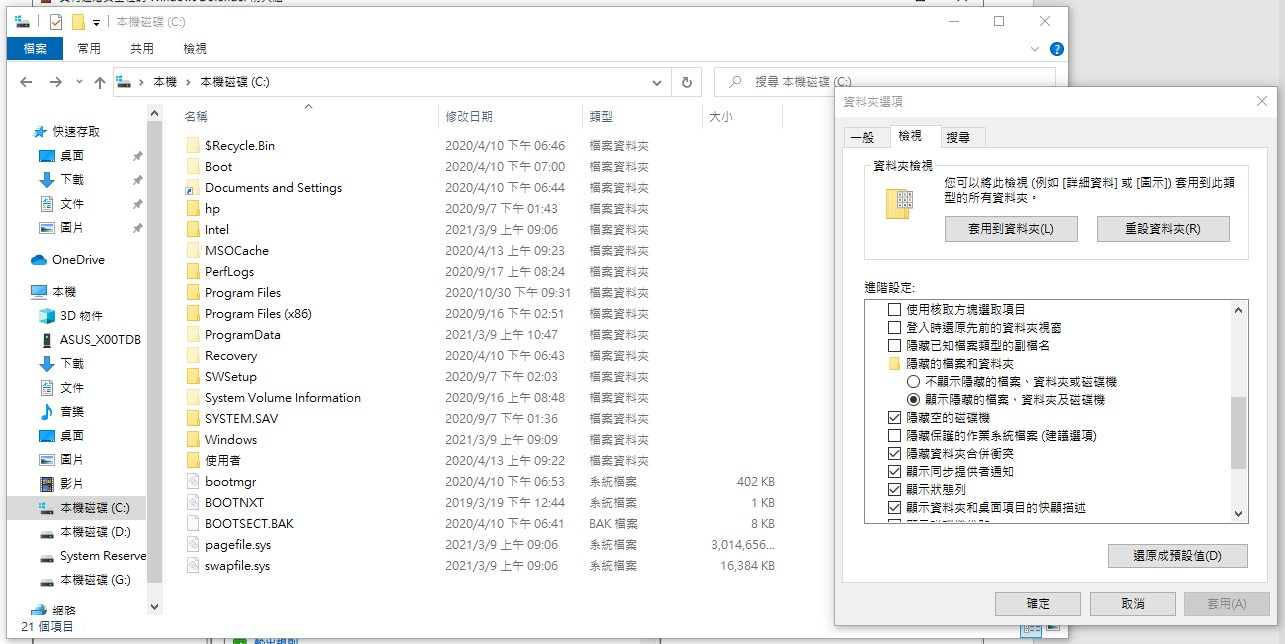 本機磁碟 (C:)
檔案 常用 共用 檢視
本機 › 本機磁碟 (C:)
搜尋 本機磁碟 (C:)
快速存取
桌面
下載
文件
圖片
OneDrive
本機
3D 物件
ASUS_X00TDB
下載
文件
音樂
桌面
圖片
影片
本機磁碟 (C:)
本機磁碟 (D:)
System Reserve
本機磁碟 (G:)
網路
名稱 修改日期 類型 大小
$Recycle.Bin 2020/4/10 下午 06:46 檔案資料夾
Boot 2020/4/10 下午 07:00 檔案資料夾
Documents and Settings 2020/4/10 下午 06:44 檔案資料夾
hp 2020/9/7 下午 01:43 檔案資料夾
Intel 2021/3/9 上午 09:06 檔案資料夾
MSOCache 2020/4/13 上午 09:23 檔案資料夾
PerfLogs 2020/9/17 上午 08:24 檔案資料夾
Program Files 2020/10/30 上午 09:31 檔案資料夾
Program Files (x86) 2020/9/16 下午 02:51 檔案資料夾
ProgramData 2021/3/9 上午 10:47 檔案資料夾
Recovery 2020/4/10 下午 06:43 檔案資料夾
SWSetup 2020/9/7 下午 02:03 檔案資料夾
System Volume Information 2020/9/16 上午 08:48 檔案資料夾
SYSTEM.SAV 2020/9/7 下午 01:36 檔案資料夾
Windows 2021/3/9 上午 09:09 檔案資料夾
使用者 2020/4/13 上午 09:22 檔案資料夾
bootmgr 2020/4/10 下午 06:53 系統檔案 402 KB
BOOTNXT 2019/3/19 下午 12:44 系統檔案 1 KB
BOOTSECT.BAK 2020/4/10 下午 06:41 BAK 檔案 8 KB
pagefile.sys 2021/3/9 上午 09:06 系統檔案 3,014,656...
swapfile.sys 2021/3/9 上午 09:06 系統檔案 16,384 KB
21 個項目
資料夾選項
一般 檢視 搜尋
資料夾檢視
您可以將此檢視 (例如 [詳細資料] 或 [圖示]) 套用到此類
型的所有資料夾。
套用到資料夾(L) 重設資料夾(R)
進階設定:
使用核取方塊選取項目
登入時還原先前的資料夾視窗
隱藏已知檔案類型的副檔名
隱藏的檔案和資料夾
不顯示隱藏的檔案、資料夾或磁碟機
顯示隱藏的檔案、資料夾及磁碟機
隱藏空的磁碟機
隱藏保護的作業系統檔案 (建議選項)
隱藏資料夾合併衝突
顯示同步提供者通知
顯示狀態列
顯示資料夾和桌面項目的快顯描述
還原成預設值(D)
確定 取消 套用(A)